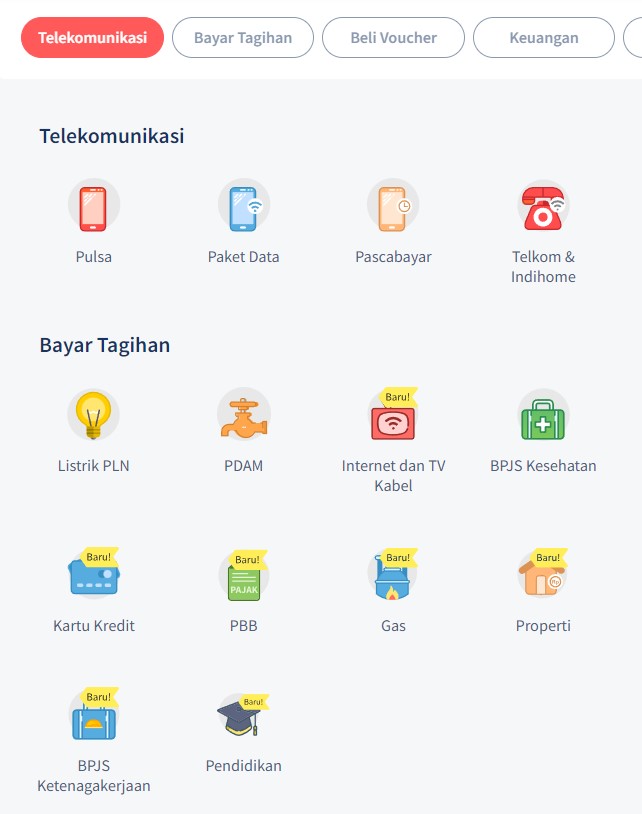 Telekomunikasi
Bayar Tagihan
Beli Voucher
Keuangan
Telekomunikasi
Pulsa
Paket Data
Pascabayar
Telkom &
Indihome
Bayar Tagihan
Listrik PLN
PDAM
Baru!
Internet dan TV
Kabel
BPJS Kesehatan
Baru!
Kartu Kredit
Baru!
PAJAK
PBB
Baru!
Gas
Baru!
Rp
Properti
Baru!
BPJS
Ketenagakerjaan
Baru!
Pendidikan